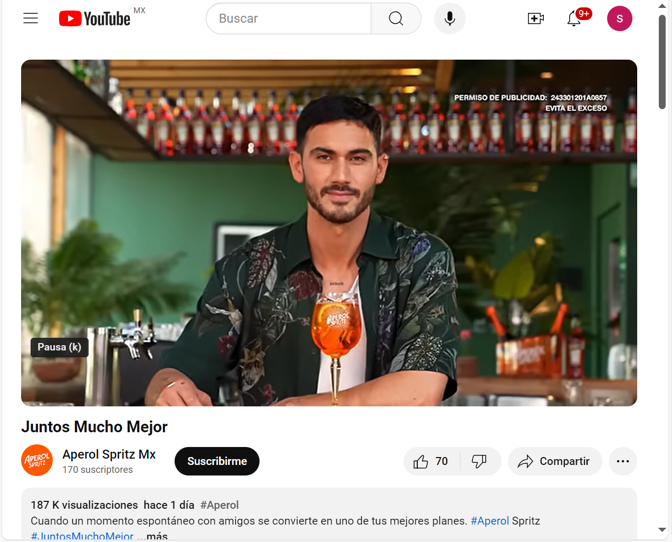 YouTube MX
Buscar
9+
S
PERMISO DE PUBLICIDAD: 243301201A0857
EVITA EL EXCESO
APEROL
SPRITZ
Pausa (k)
Juntos Mucho Mejor
APEROL
SPRITZ
Aperol Spritz Mx
170 suscriptores
Suscribirme
70
Compartir
187 K visualizaciones hace 1 día #Aperol
Cuando un momento espontáneo con amigos se convierte en uno de tus mejores planes. #Aperol Spritz
#JuntosMuchoMejor ...más